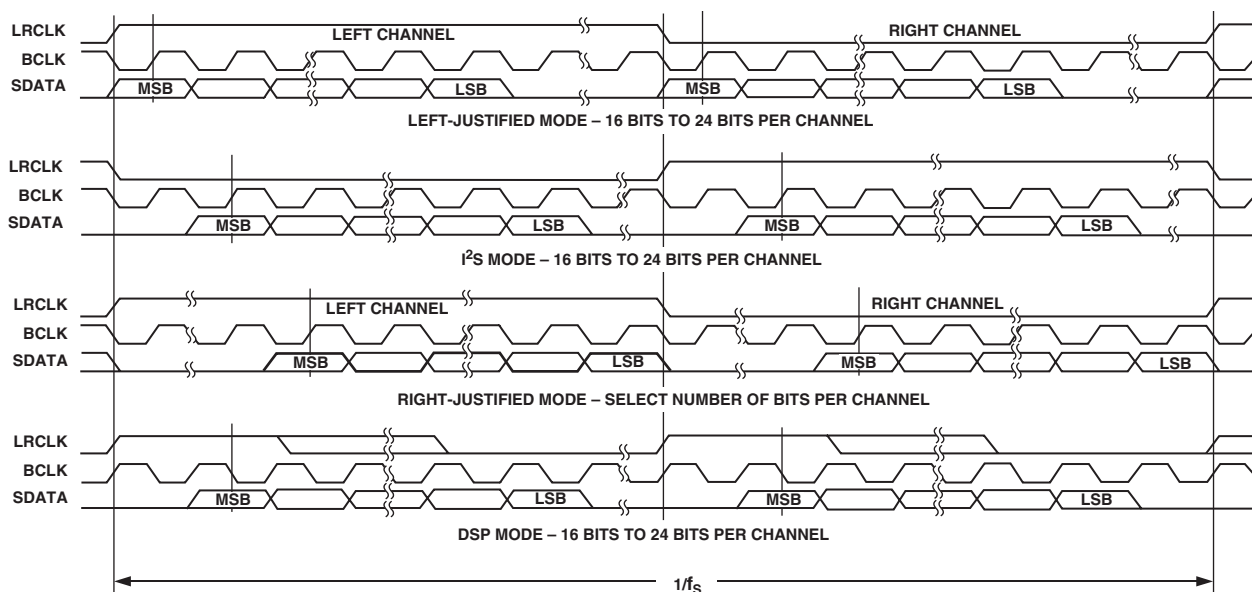 LRCLK
LEFT CHANNEL
RIGHT CHANNEL
BCLK
SDATA
MSB
LSB
MSB
LSB
LEFT-JUSTIFIED MODE – 16 BITS TO 24 BITS PER CHANNEL
LRCLK
BCLK
SDATA
MSB
LSB
MSB
LSB
I²S MODE – 16 BITS TO 24 BITS PER CHANNEL
LRCLK
LEFT CHANNEL
RIGHT CHANNEL
BCLK
SDATA
MSB
LSB
MSB
LSB
RIGHT-JUSTIFIED MODE – SELECT NUMBER OF BITS PER CHANNEL
LRCLK
BCLK
SDATA
MSB
LSB
MSB
LSB
DSP MODE – 16 BITS TO 24 BITS PER CHANNEL
1/fS